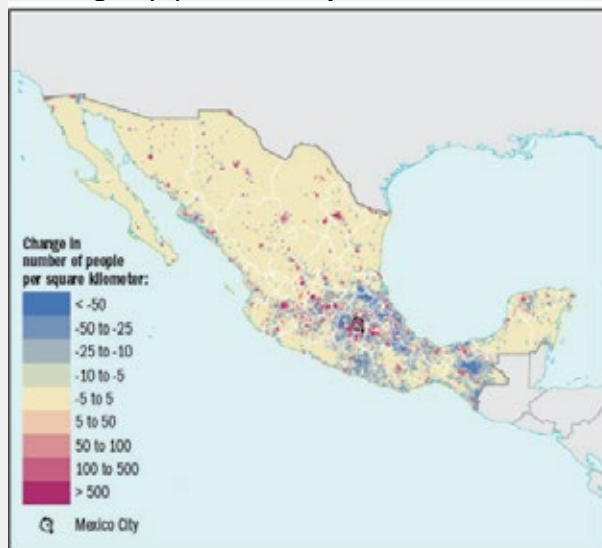 Change in
number of people
per square kilometer:
< -50
-50 to -25
-25 to -10
-10 to -5
-5 to 5
5 to 50
50 to 100
100 to 500
> 500
Mexico City